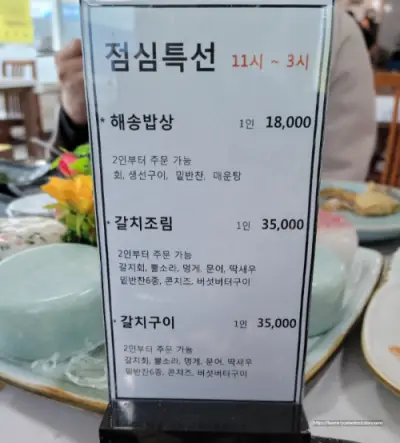 점심특선 11시 ~ 3시
* 해송밥상 1인 18,000
2인부터 주문 가능
회, 생선구이, 밑반찬, 매운탕
* 갈치조림 1인 35,000
2인부터 주문 가능
갈치회, 뿔소라, 멍게, 문어, 딱새우
밑반찬6종, 콘치즈, 버섯버터구이
* 갈치구이 1인 35,000
2인부터 주문 가능
갈치회, 뿔소라, 멍게, 문어, 딱새우
밑반찬6종, 콘치즈, 버섯버터구이